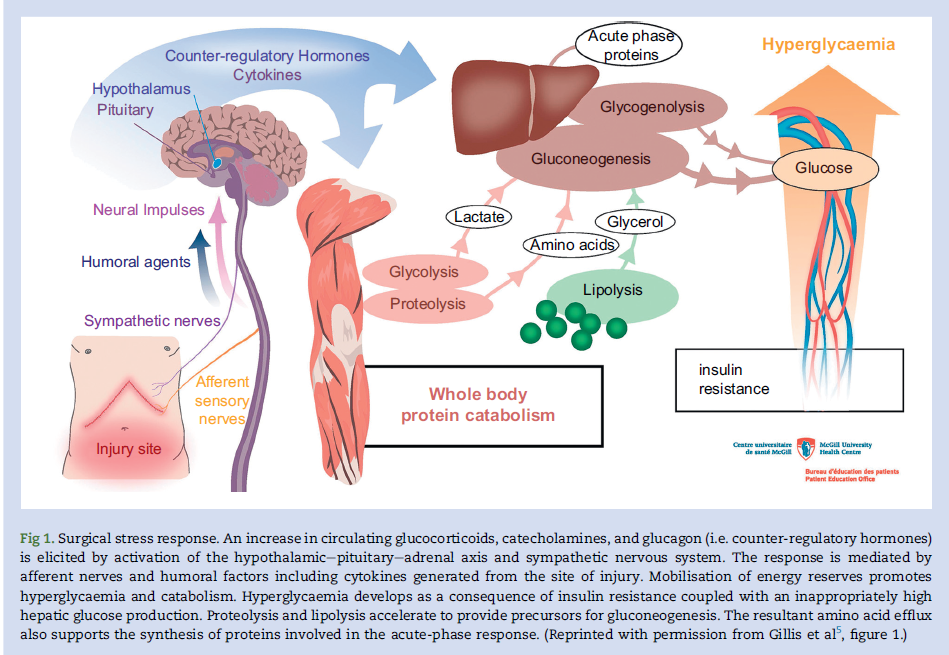 Counter-regulatory Hormones
Cytokines
Hypothalamus
Pituitary
Neural Impulses
Humoral agents
Sympathetic nerves
Afferent
sensory
nerves
Injury site
Acute phase
proteins
Glycogenolysis
Gluconeogenesis
Lactate
Glycerol
Amino acids
Glycolysis
Proteolysis
Lipolysis
Whole body
protein catabolism
Hyperglycaemia
Glucose
insulin
resistance
Centre universitaire
de santé McGill
McGill University
Health Centre
Bureau d'éducation des patients
Patient Education Office
Fig 1. Surgical stress response. An increase in circulating glucocorticoids, catecholamines, and glucagon (i.e. counter-regulatory hormones)
is elicited by activation of the hypothalamic–pituitary–adrenal axis and sympathetic nervous system. The response is mediated by
afferent nerves and humoral factors including cytokines generated from the site of injury. Mobilisation of energy reserves promotes
hyperglycaemia and catabolism. Hyperglycaemia develops as a consequence of insulin resistance coupled with an inappropriately high
hepatic glucose production. Proteolysis and lipolysis accelerate to provide precursors for gluconeogenesis. The resultant amino acid efflux
also supports the synthesis of proteins involved in the acute-phase response. (Reprinted with permission from Gillis et al⁵, figure 1.)